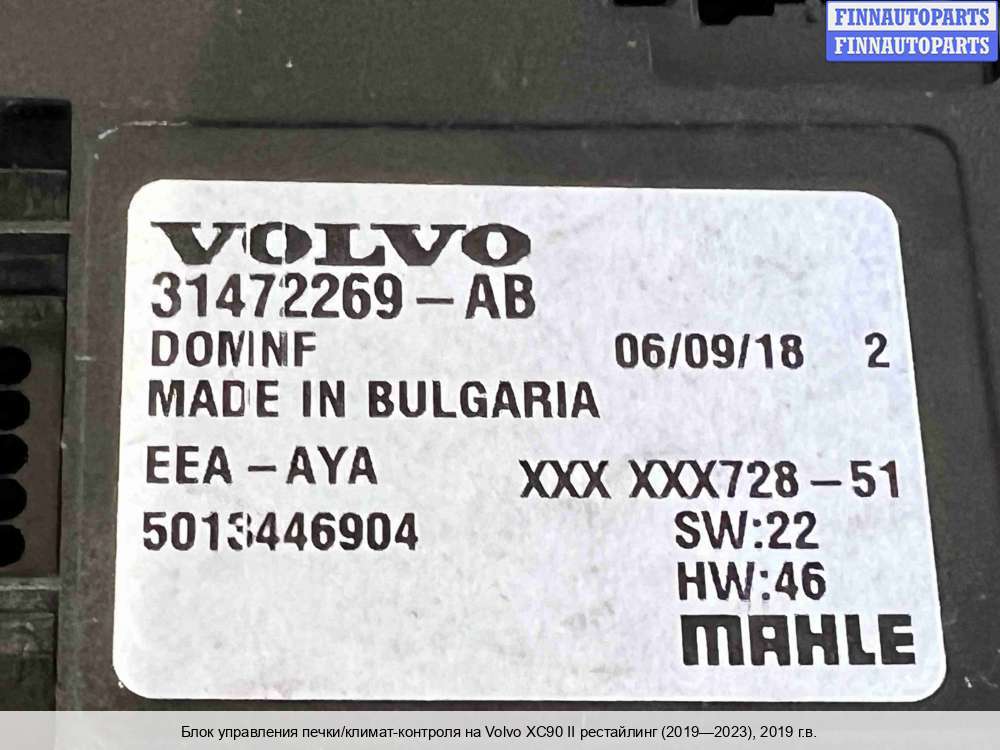 FINNAUTOPARTS
FINNAUTOPARTS
VOLVO
31472269-AB
DOMNF 06/09/18 2
MADE IN BULGARIA
EEA-AYA XXX XXX728-51
5013446904 SW:22
HW:46
MAHLE
Блок управления печки/климат-контроля на Volvo XC90 II рестайлинг (2019—2023), 2019 г.в.